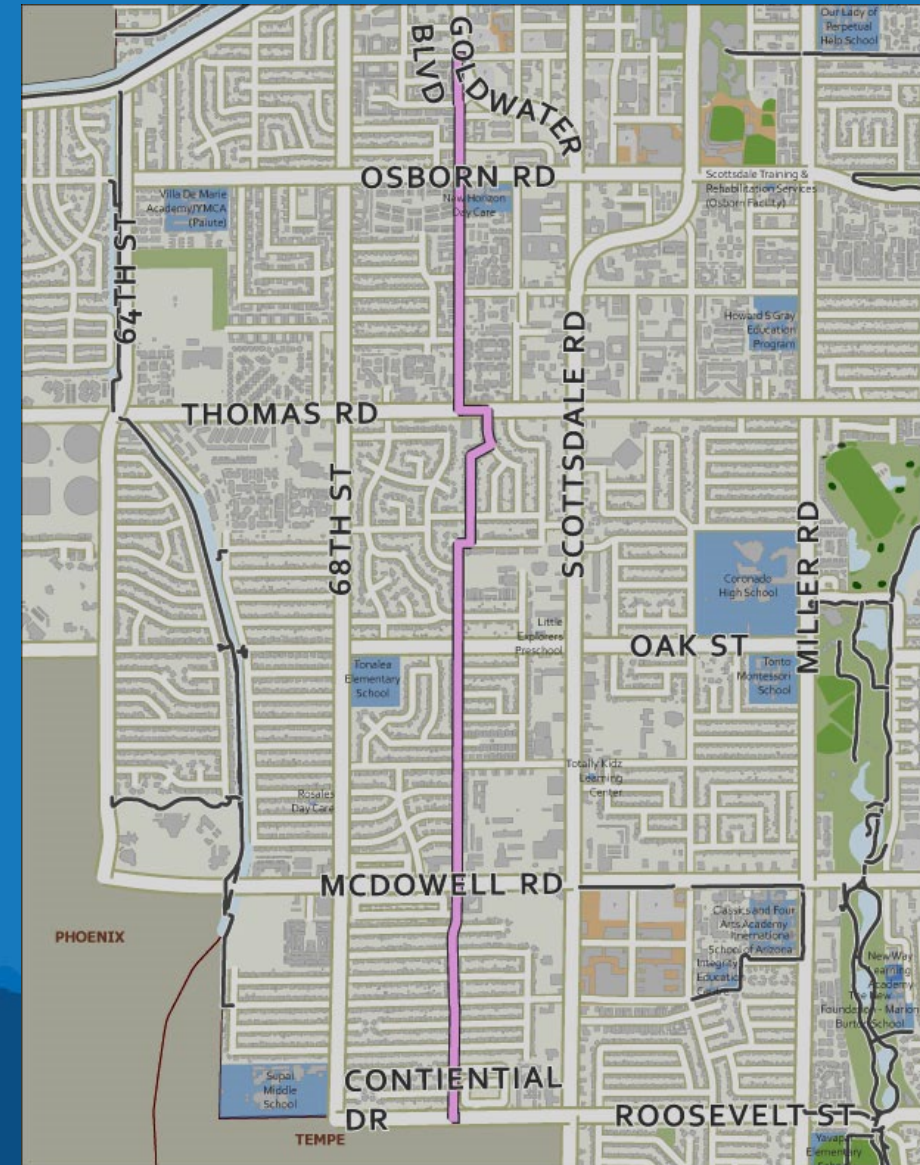 Our Lady of
Perpetual
Help School
GOLDWATER
BLVD
OSBORN RD
Scottsdale Training &
Rehabilitation Services
(Osborn Facility)
Villa De Marie
Academy/YMCA
(Paiute)
New Horizon
Day Care
64TH ST
Howard S Gray
Education
Program
SCOTTSDALE RD
THOMAS RD
68TH ST
MILLER RD
Coronado
High School
Little
Explorers
Preschool
OAK ST
Tonalea
Elementary
School
Tonto
Montessori
School
Totally Kidz
Learning
Center
Rosales
Day Care
MCDOWELL RD
PHOENIX
Classics and Four
Arts Academy
International
School of Arizona
Integrity
Education
New Way
Learning
Academy
The New
Foundation - Marion
Burton School
Supai
Middle
School
CONTIENTIAL
DR
ROOSEVELT ST
TEMPE
Yavapai
Elementary